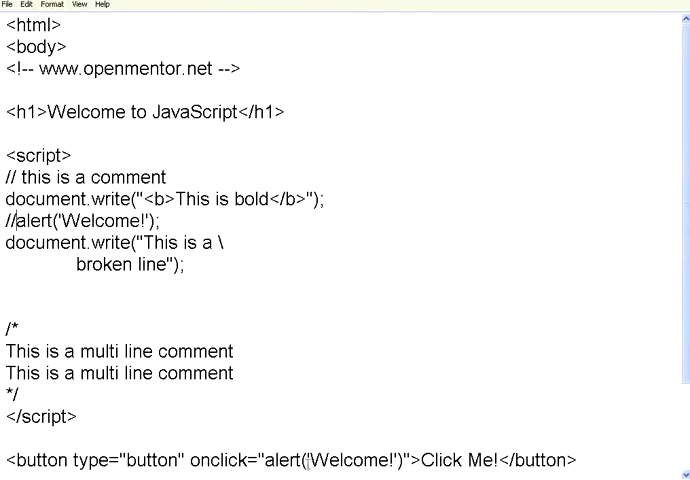 File Edit Format View Help
<html>
<body>
<!-- www.openmentor.net -->
<h1>Welcome to JavaScript</h1>
<script>
// this is a comment
document.write("<b>This is bold</b>");
//alert('Welcome!');
document.write("This is a \
broken line");
/*
This is a multi line comment
This is a multi line comment
*/
</script>
<button type="button" onclick="alert('Welcome!')">Click Me!</button>